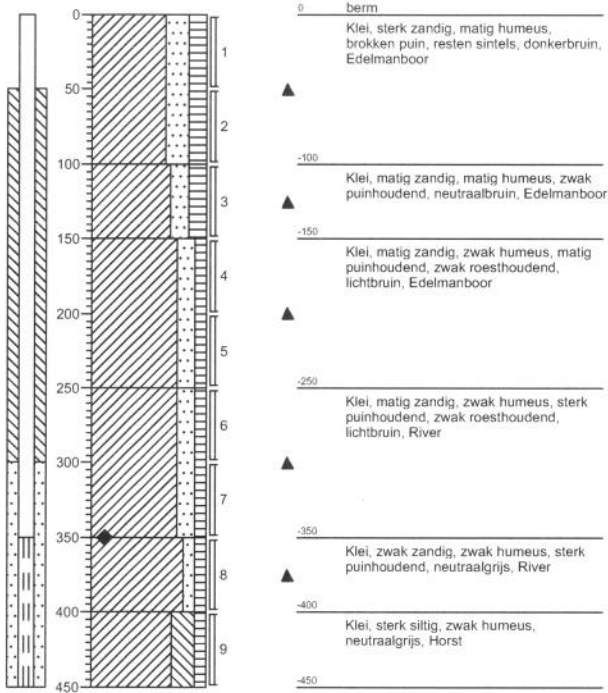 0
50
100
150
200
250
300
350
400
450
1
2
3
4
5
6
7
8
9
0 berm
Klei, sterk zandig, matig humeus,
brokken puin, resten sintels, donkerbruin,
Edelmanboor
-100
Klei, matig zandig, matig humeus, zwak
puinhoudend, neutraalbruin, Edelmanboor
-150
Klei, matig zandig, zwak humeus, matig
puinhoudend, zwak roesthoudend,
lichtbruin, Edelmanboor
-250
Klei, matig zandig, zwak humeus, sterk
puinhoudend, zwak roesthoudend,
lichtbruin, River
-350
Klei, zwak zandig, zwak humeus, sterk
puinhoudend, neutraalgrijs, River
-400
Klei, sterk siltig, zwak humeus,
neutraalgrijs, Horst
-450